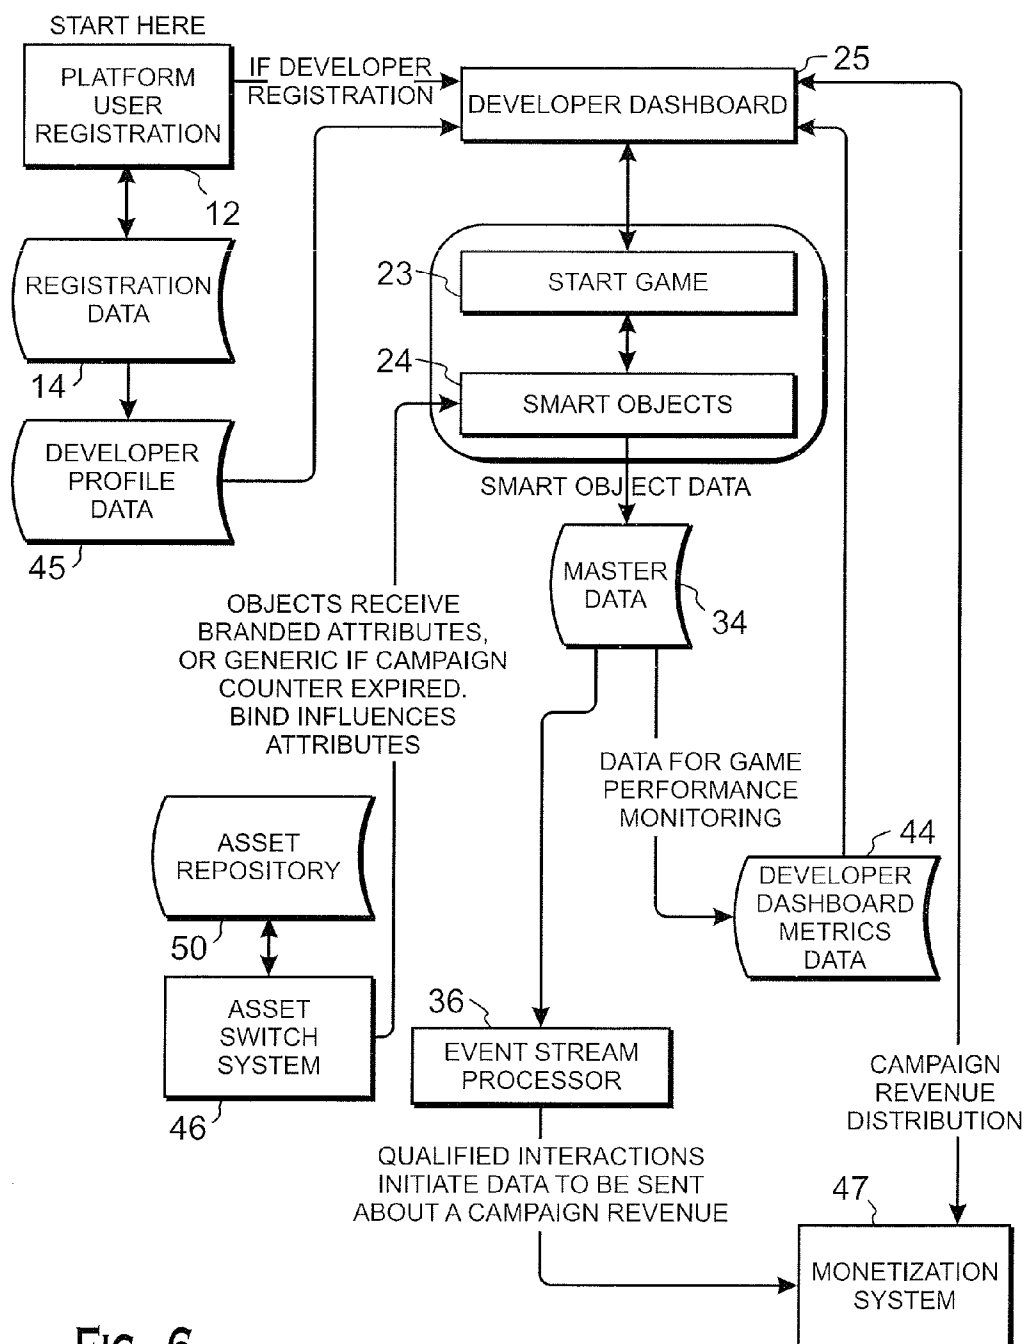 START HERE
PLATFORM
USER
REGISTRATION
12
IF DEVELOPER
REGISTRATION
DEVELOPER DASHBOARD
25
REGISTRATION
DATA
14
DEVELOPER
PROFILE
DATA
45
23
START GAME
24
SMART OBJECTS
SMART OBJECT DATA
MASTER
DATA
34
OBJECTS RECEIVE
BRANDED ATTRIBUTES,
OR GENERIC IF CAMPAIGN
COUNTER EXPIRED.
BIND INFLUENCES
ATTRIBUTES
DATA FOR GAME
PERFORMANCE
MONITORING
ASSET
REPOSITORY
50
44
DEVELOPER
DASHBOARD
METRICS
DATA
ASSET
SWITCH
SYSTEM
46
36
EVENT STREAM
PROCESSOR
CAMPAIGN
REVENUE
DISTRIBUTION
QUALIFIED INTERACTIONS
INITIATE DATA TO BE SENT
ABOUT A CAMPAIGN REVENUE
47
MONETIZATION
SYSTEM
FIG. 6